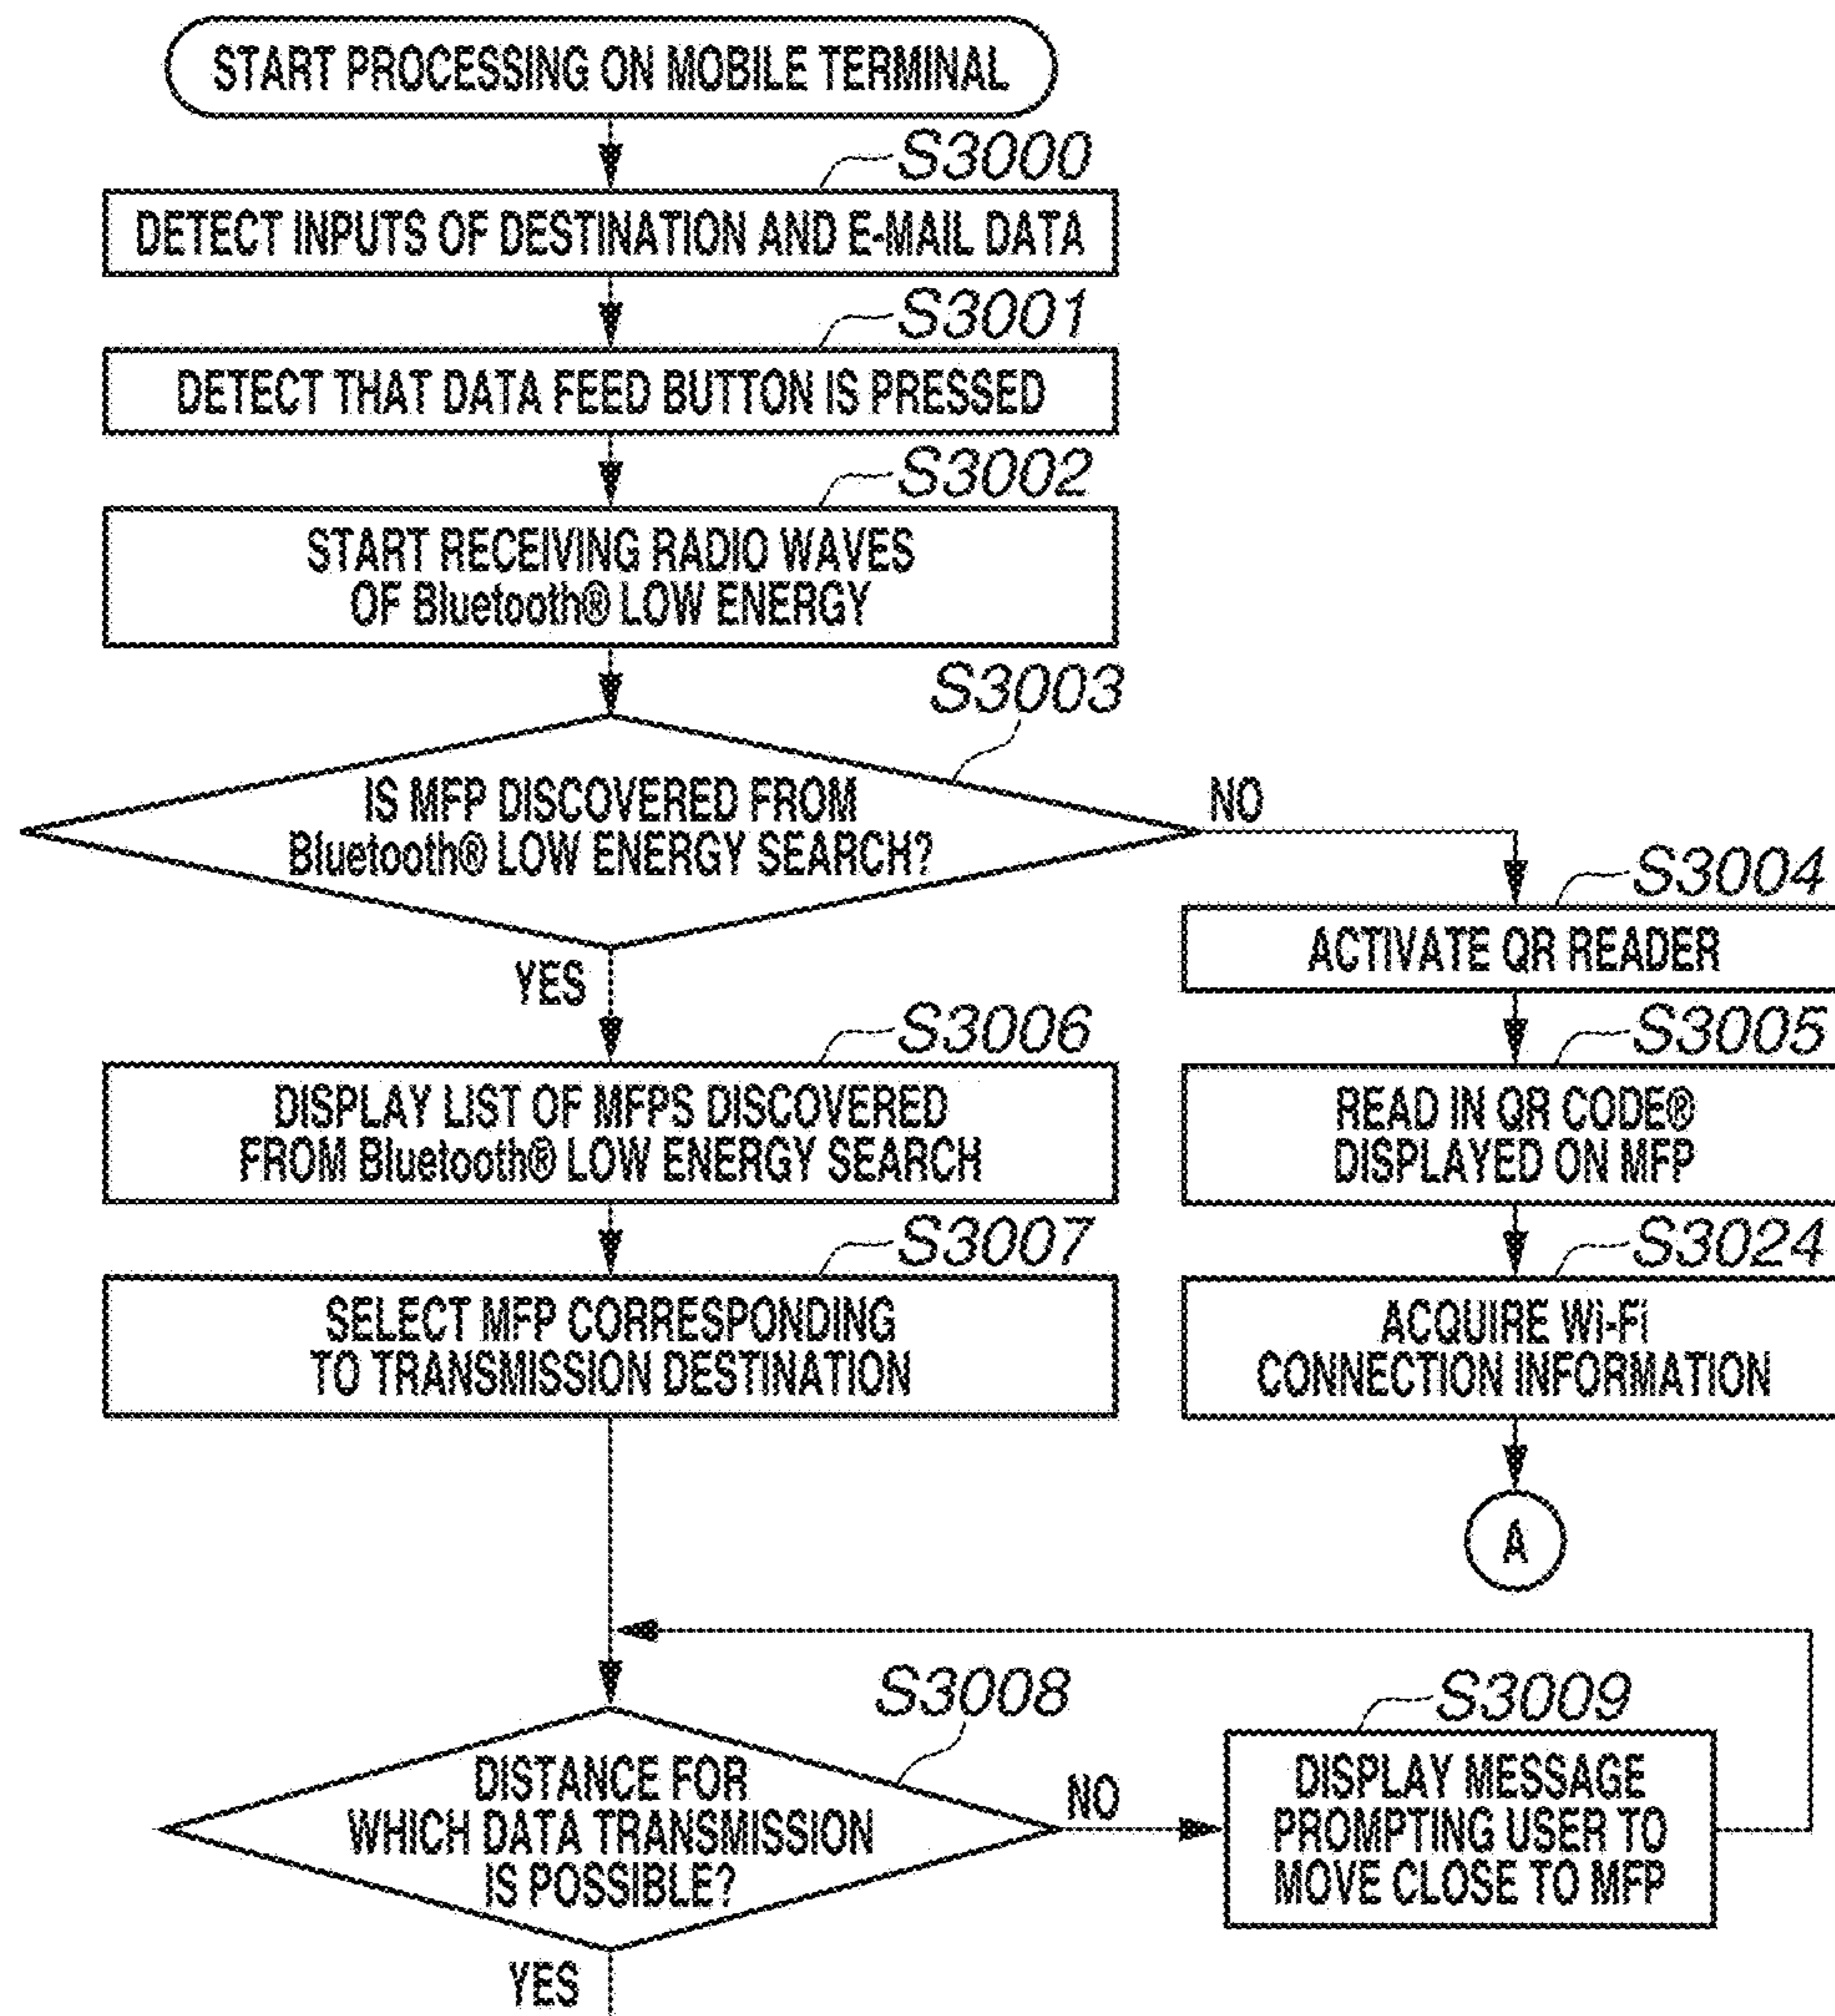 START PROCESSING ON MOBILE TERMINAL
S3000
DETECT INPUTS OF DESTINATION AND E-MAIL DATA
S3001
DETECT THAT DATA FEED BUTTON IS PRESSED
S3002
START RECEIVING RADIO WAVES
OF Bluetooth® LOW ENERGY
S3003
IS MFP DISCOVERED FROM
Bluetooth® LOW ENERGY SEARCH?
NO
YES
S3004
ACTIVATE QR READER
S3005
READ IN QR CODE®
DISPLAYED ON MFP
S3024
ACQUIRE Wi-Fi
CONNECTION INFORMATION
A
S3006
DISPLAY LIST OF MFPS DISCOVERED
FROM Bluetooth® LOW ENERGY SEARCH
S3007
SELECT MFP CORRESPONDING
TO TRANSMISSION DESTINATION
S3008
DISTANCE FOR
WHICH DATA TRANSMISSION
IS POSSIBLE?
NO
S3009
DISPLAY MESSAGE
PROMPTING USER TO
MOVE CLOSE TO MFP
YES